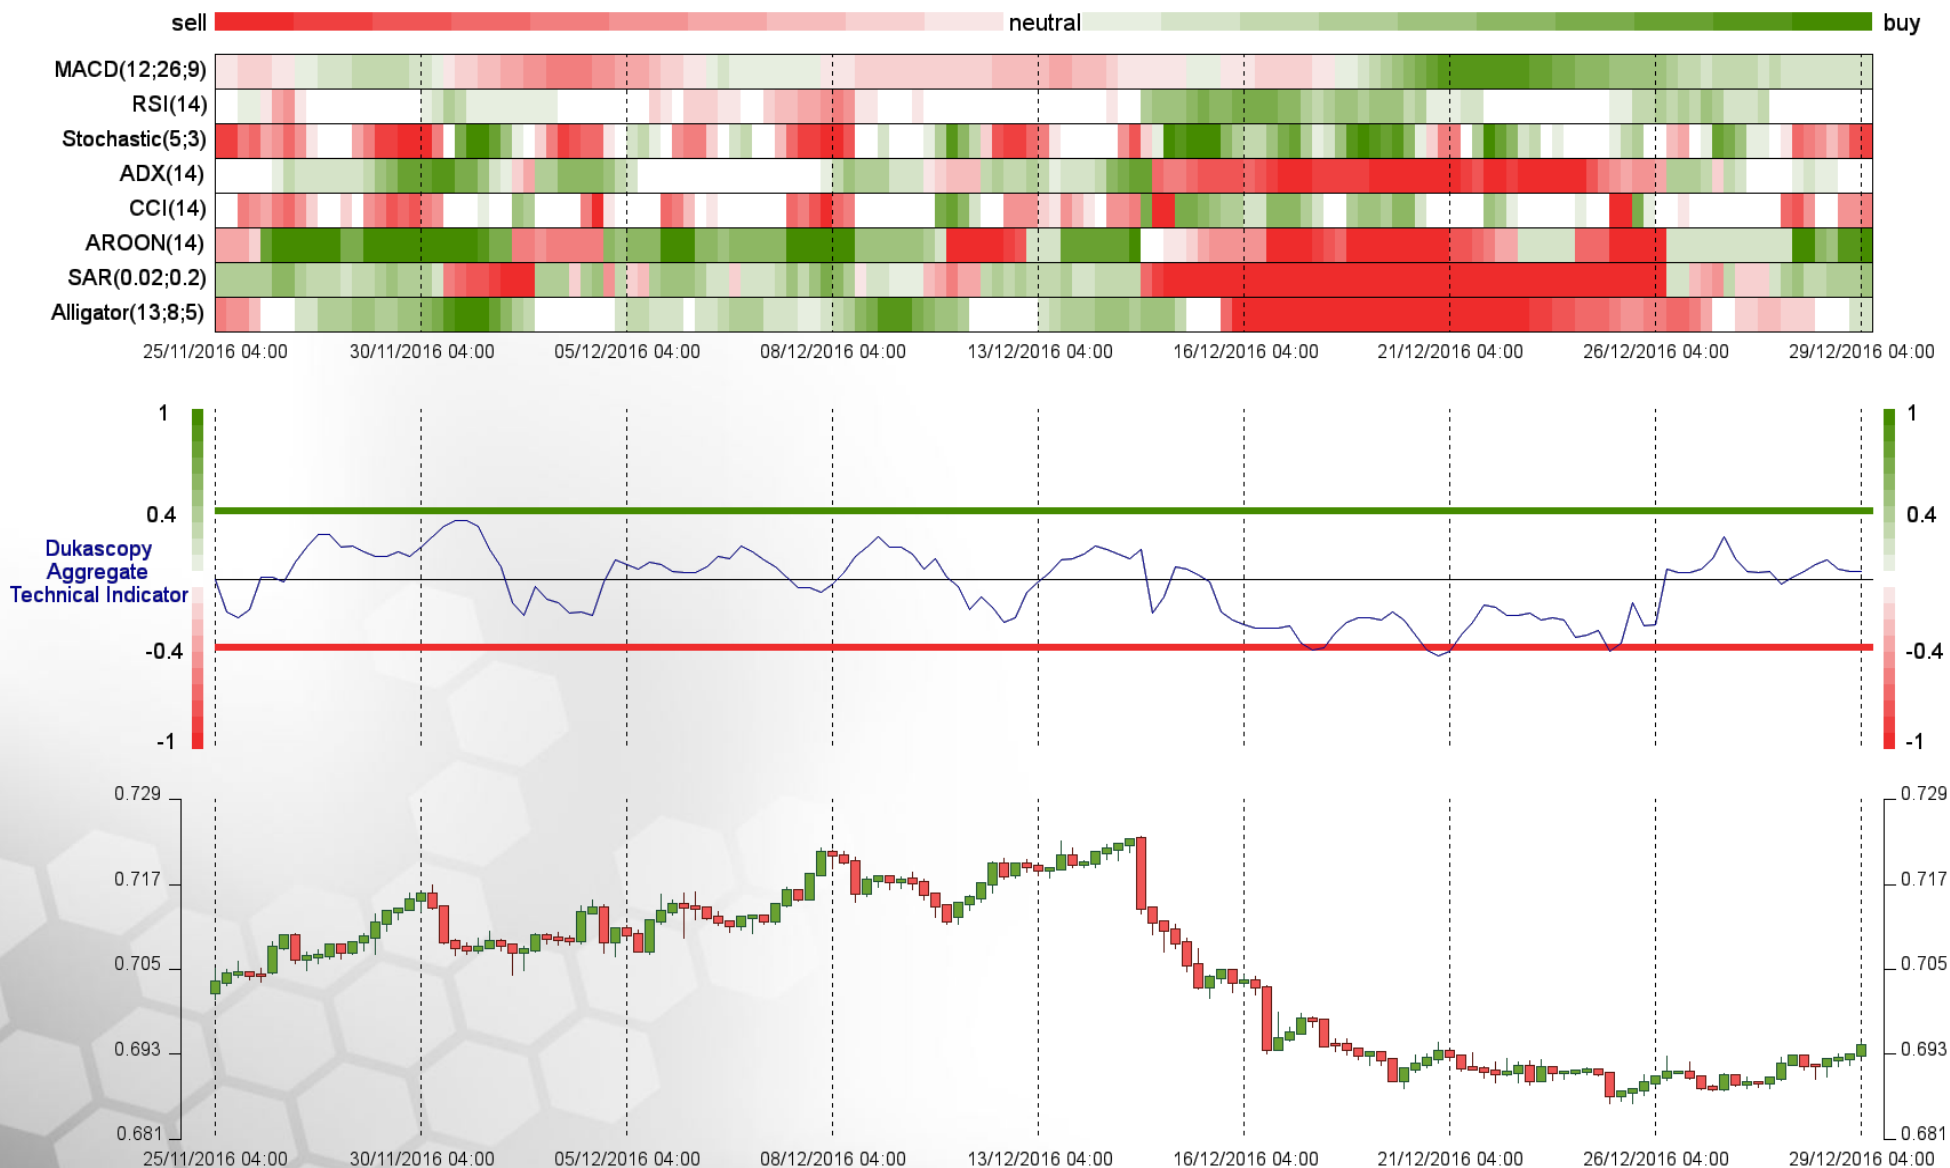 sell neutral buy
MACD(12;26;9)
RSI(14)
Stochastic(5;3)
ADX(14)
CCI(14)
AROON(14)
SAR(0.02;0.2)
Alligator(13;8;5)
25/11/2016 04:00 30/11/2016 04:00 05/12/2016 04:00 08/12/2016 04:00 13/12/2016 04:00 16/12/2016 04:00 21/12/2016 04:00 26/12/2016 04:00 29/12/2016 04:00
1 1
0.4 0.4
Dukascopy
Aggregate
Technical Indicator
-0.4 -0.4
-1 -1
0.729 0.729
0.717 0.717
0.705 0.705
0.693 0.693
0.681 0.681
25/11/2016 04:00 30/11/2016 04:00 05/12/2016 04:00 08/12/2016 04:00 13/12/2016 04:00 16/12/2016 04:00 21/12/2016 04:00 26/12/2016 04:00 29/12/2016 04:00